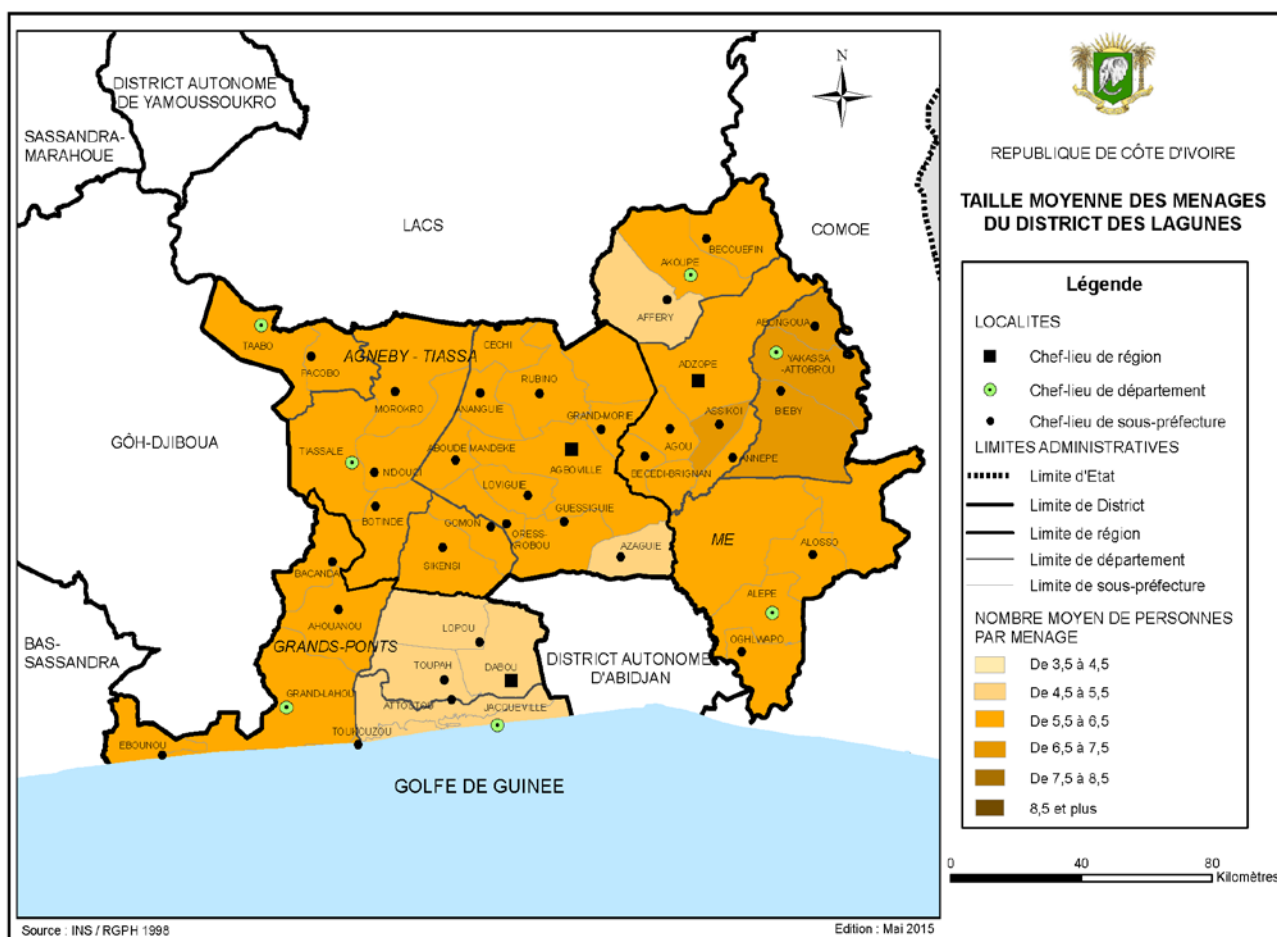 DISTRICT AUTONOME
DE YAMOUSSOUKRO
SASSANDRA-
MARAHOUE
LACS
COMOE
N
GÔH-DJIBOUA
BAS-
SASSANDRA
BECOUEFIN
AKOUPE
AFFERY
TAABO
PACOBO
AGNEBY - TIASSA
CECHI
ABONGOUA
ADZOPE
YAKASSA
-ATTOBROU
RUBINO
MOROKRO
ANANGUIE
BIEBY
GRAND-MORIE
ASSIKOI
TIASSALE
ABOUDE MANDEKE
AGOU
N'DOUCI
AGBOVILLE
BECEDI-BRIGNAN
ANNEPE
LOVIGUIE
BOTINDE
GOMON
ORESS-
KROBOU
GUESSIGUIE
ME
SIKENSI
AZAGUIE
ALOSSO
BACANDA
ALEPE
AHOUANOU
LOPOU
GRANDS-PONTS
OGHLWAPO
TOUPAH
DABOU
DISTRICT AUTONOME
D'ABIDJAN
GRAND-LAHOU
JACQUEVILLE
TOUKOUZOU
EBOUNOU
GOLFE DE GUINEE
Source : INS / RGPH 1998
Edition : Mai 2015
REPUBLIQUE DE CÔTE D'IVOIRE
TAILLE MOYENNE DES MENAGES
DU DISTRICT DES LAGUNES
Légende
LOCALITES
Chef-lieu de région
Chef-lieu de département
Chef-lieu de sous-préfecture
LIMITES ADMINISTRATIVES
Limite d'Etat
Limite de District
Limite de région
Limite de département
Limite de sous-préfecture
NOMBRE MOYEN DE PERSONNES
PAR MENAGE
De 3,5 à 4,5
De 4,5 à 5,5
De 5,5 à 6,5
De 6,5 à 7,5
De 7,5 à 8,5
8,5 et plus
0 40 80
Kilomètres